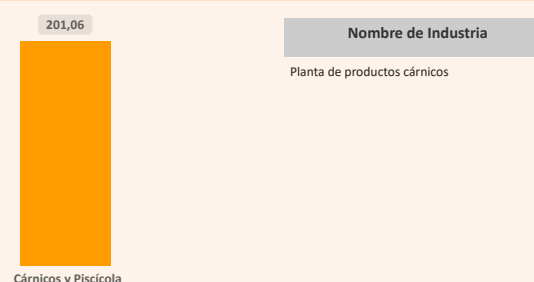 201,06
Nombre de Industria
Planta de productos cárnicos
Cárnicos y Piscícola